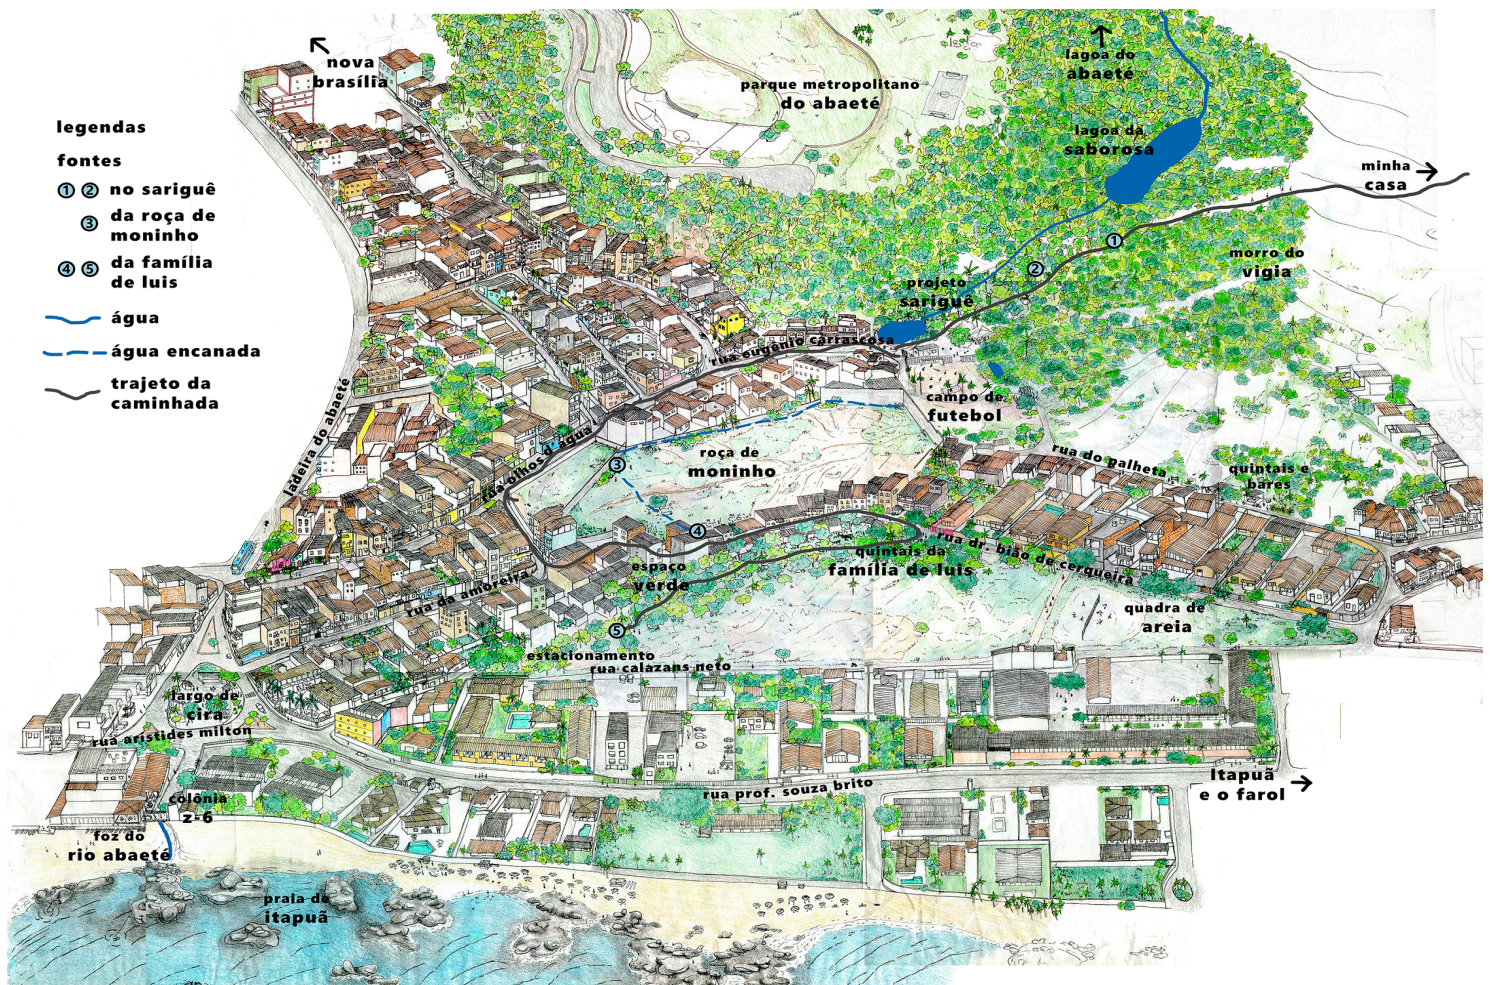 nova
brasília
legendas
fontes
1 2 no sariguê
3 da roça de
moninho
4 5 da família
de luis
água
água encanada
trajeto da
caminhada
parque metropolitano
do abaeté
lagoa do
abaeté
lagoa da
saborosa
minha
casa
1
2
morro do
vigia
projeto
sariguê
rua eugênio carrascosa
ladeira do abaeté
campo de
futebol
rua olhos d'água
3
roça de
moninho
rua do palheta
quintais e
bares
4
rua dr. bião de cerqueira
quintais da
família de luis
espaço
verde
rua da amoreira
quadra de
areia
5
estacionamento
rua calazans neto
largo de
cira
rua aristides milton
rua prof. souza brito
Itapuã
e o farol
colônia
z-6
foz do
rio abaeté
praia de
itapuã